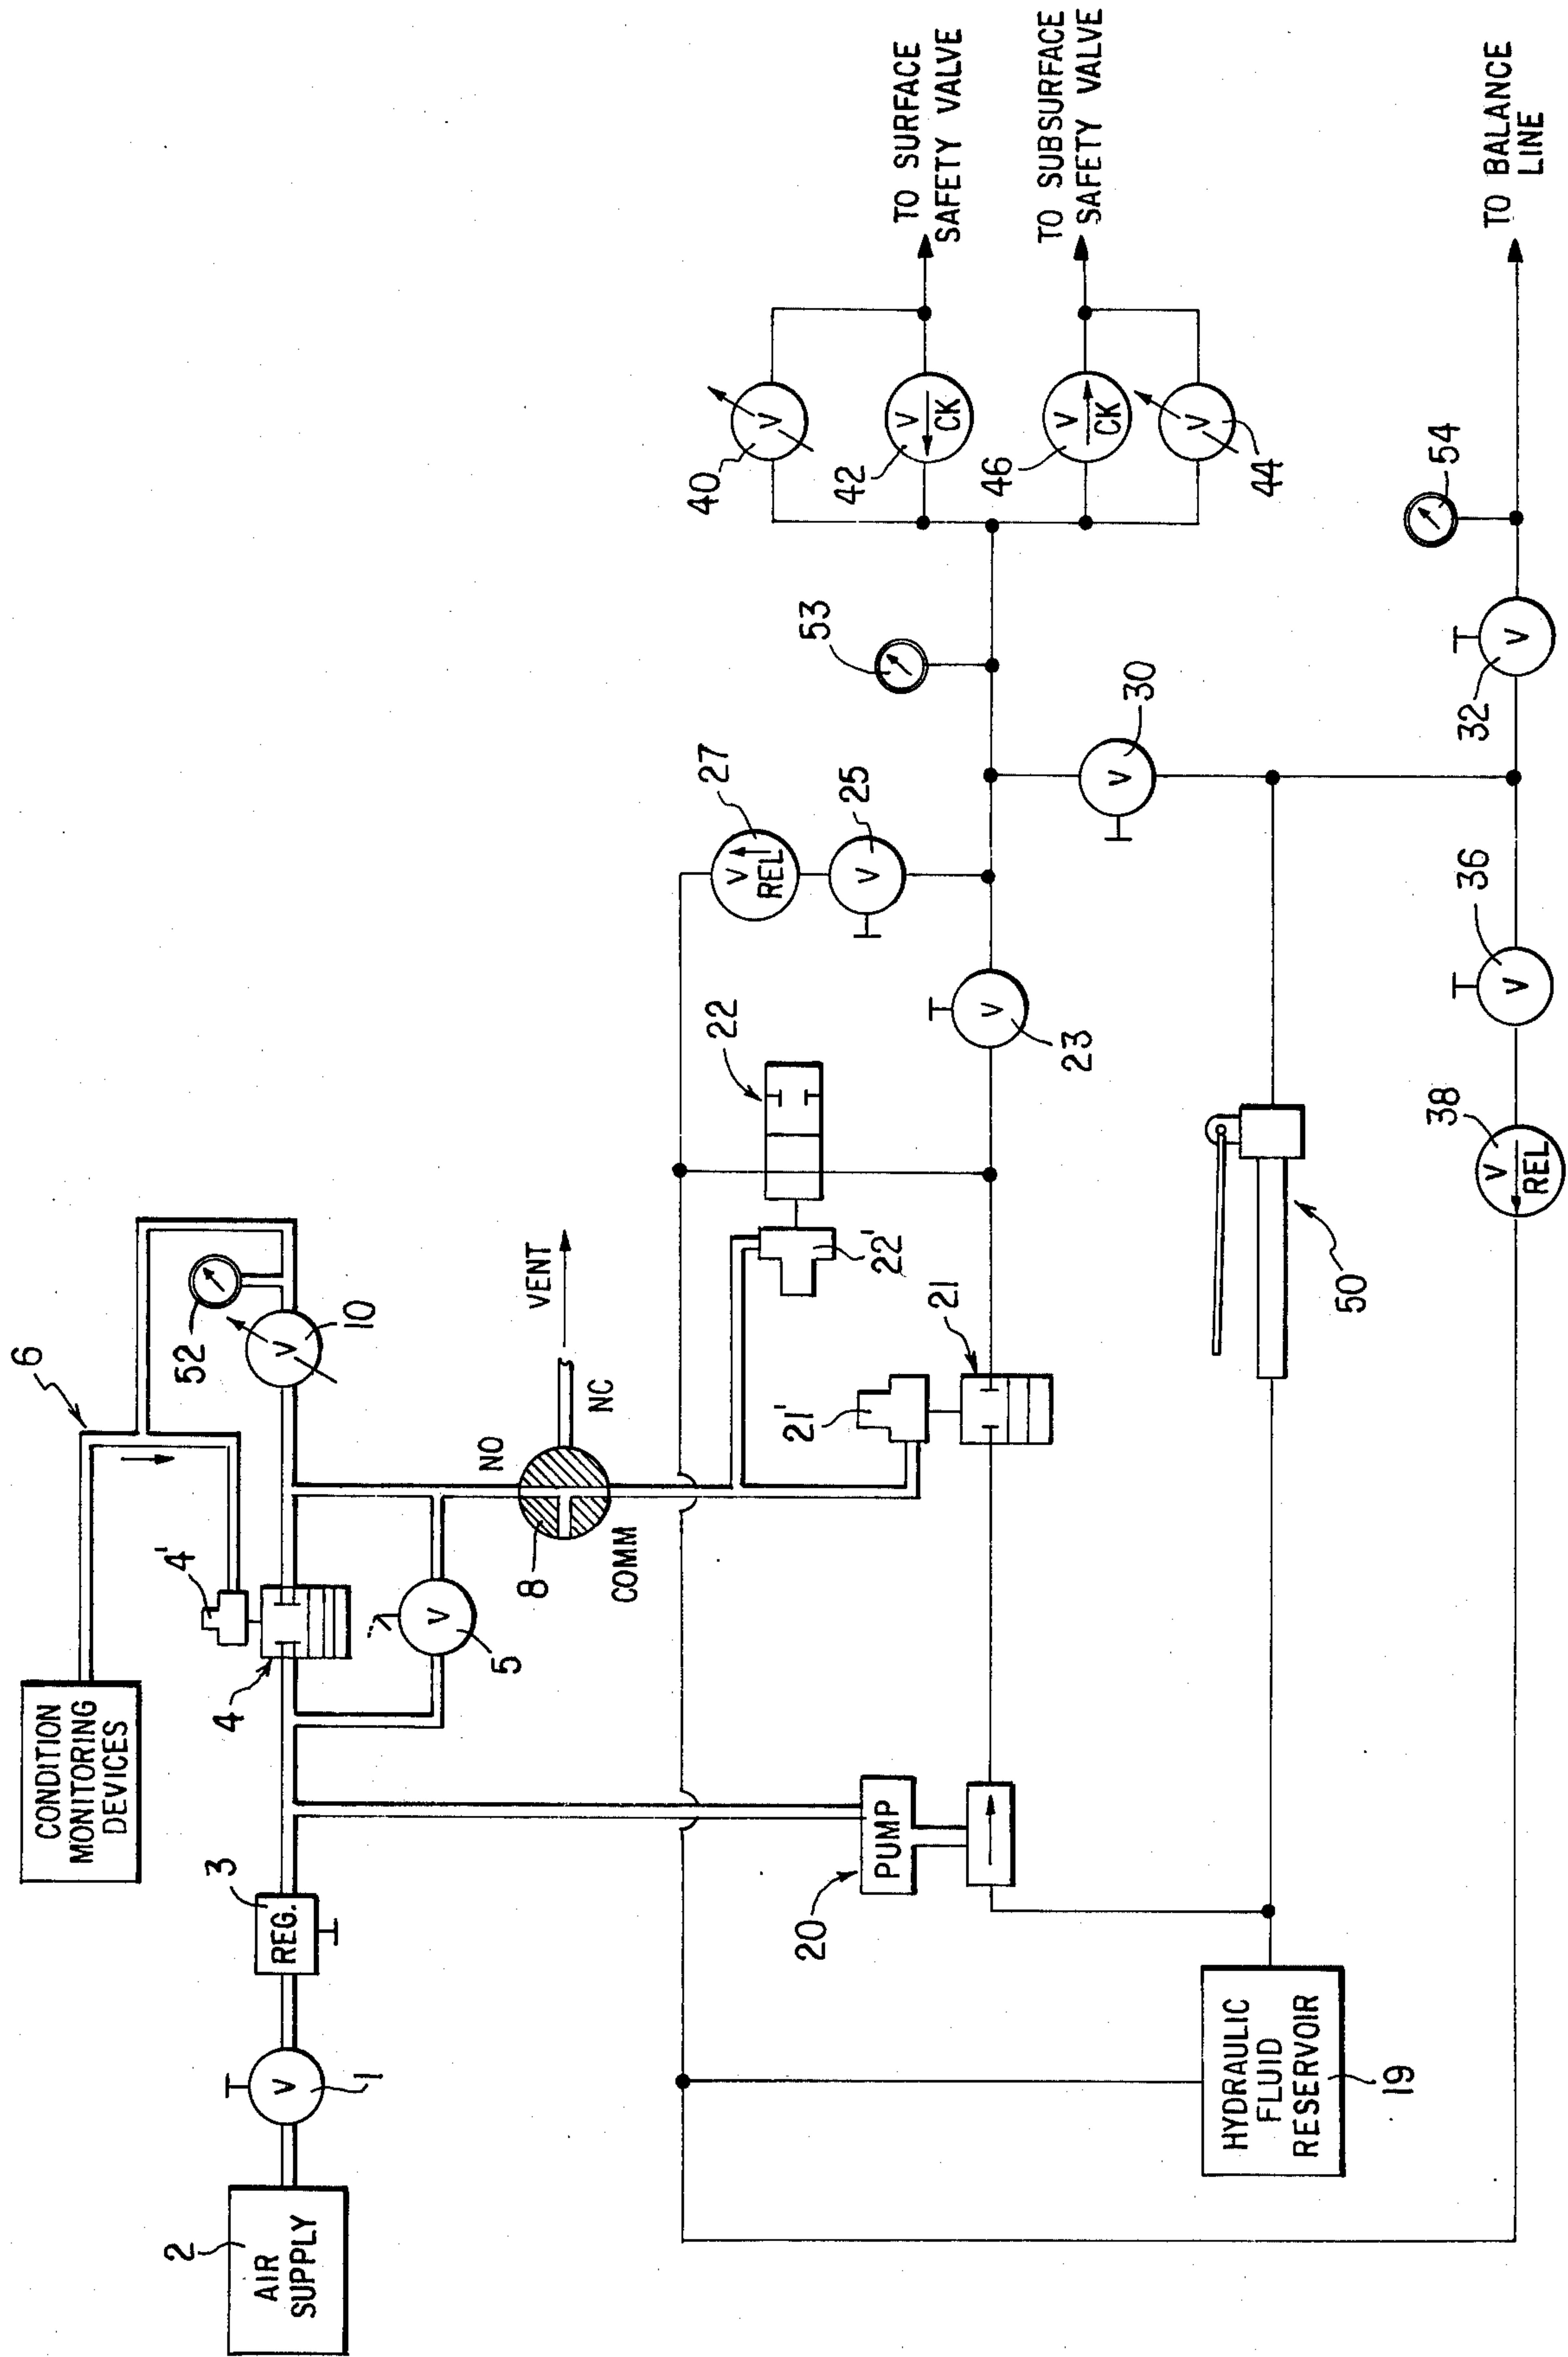 CONDITION
MONITORING
DEVICES
6
2
AIR
SUPPLY
V
1
REG.
3
4
4'
V
5
V
10
52
NO
NC
8
COMM
VENT
PUMP
20
21'
21
22'
22
V
23
V
25
V
REL
27
53
V
30
V
40
V
CK
42
V
CK
46
V
44
TO SURFACE
SAFETY VALVE
TO SUBSURFACE
SAFETY VALVE
HYDRAULIC
FLUID
RESERVOIR
19
50
V
REL
38
V
36
V
32
54
TO BALANCE
LINE